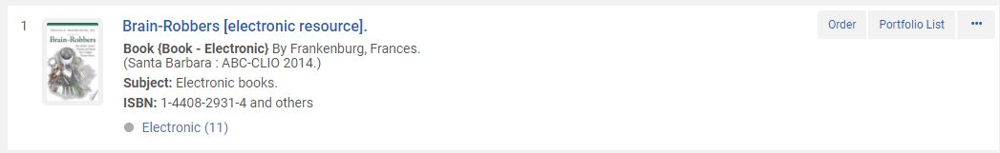 1
Brain-Robbers [electronic resource].
Order
Portfolio List
Brain-Robbers
Book {Book - Electronic} By Frankenburg, Frances.
(Santa Barbara : ABC-CLIO 2014.)
Subject: Electronic books.
ISBN: 1-4408-2931-4 and others
Electronic (11)